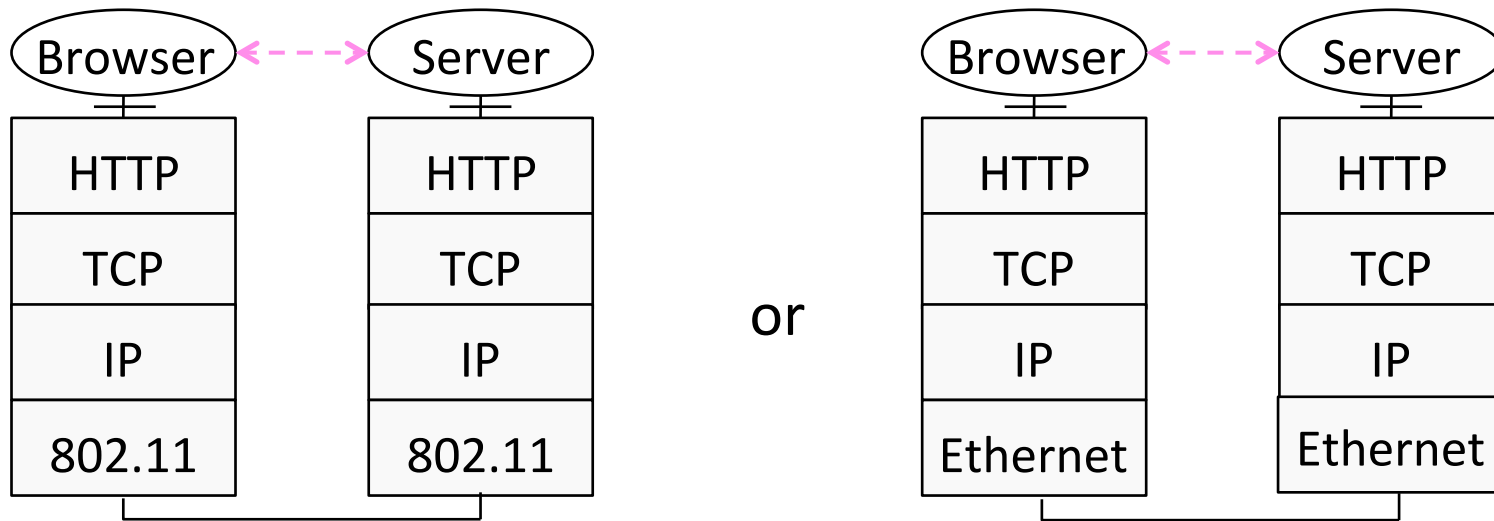 Browser
Server
HTTP
HTTP
TCP
TCP
IP
IP
802.11
802.11
or
Browser
Server
HTTP
HTTP
TCP
TCP
IP
IP
Ethernet
Ethernet